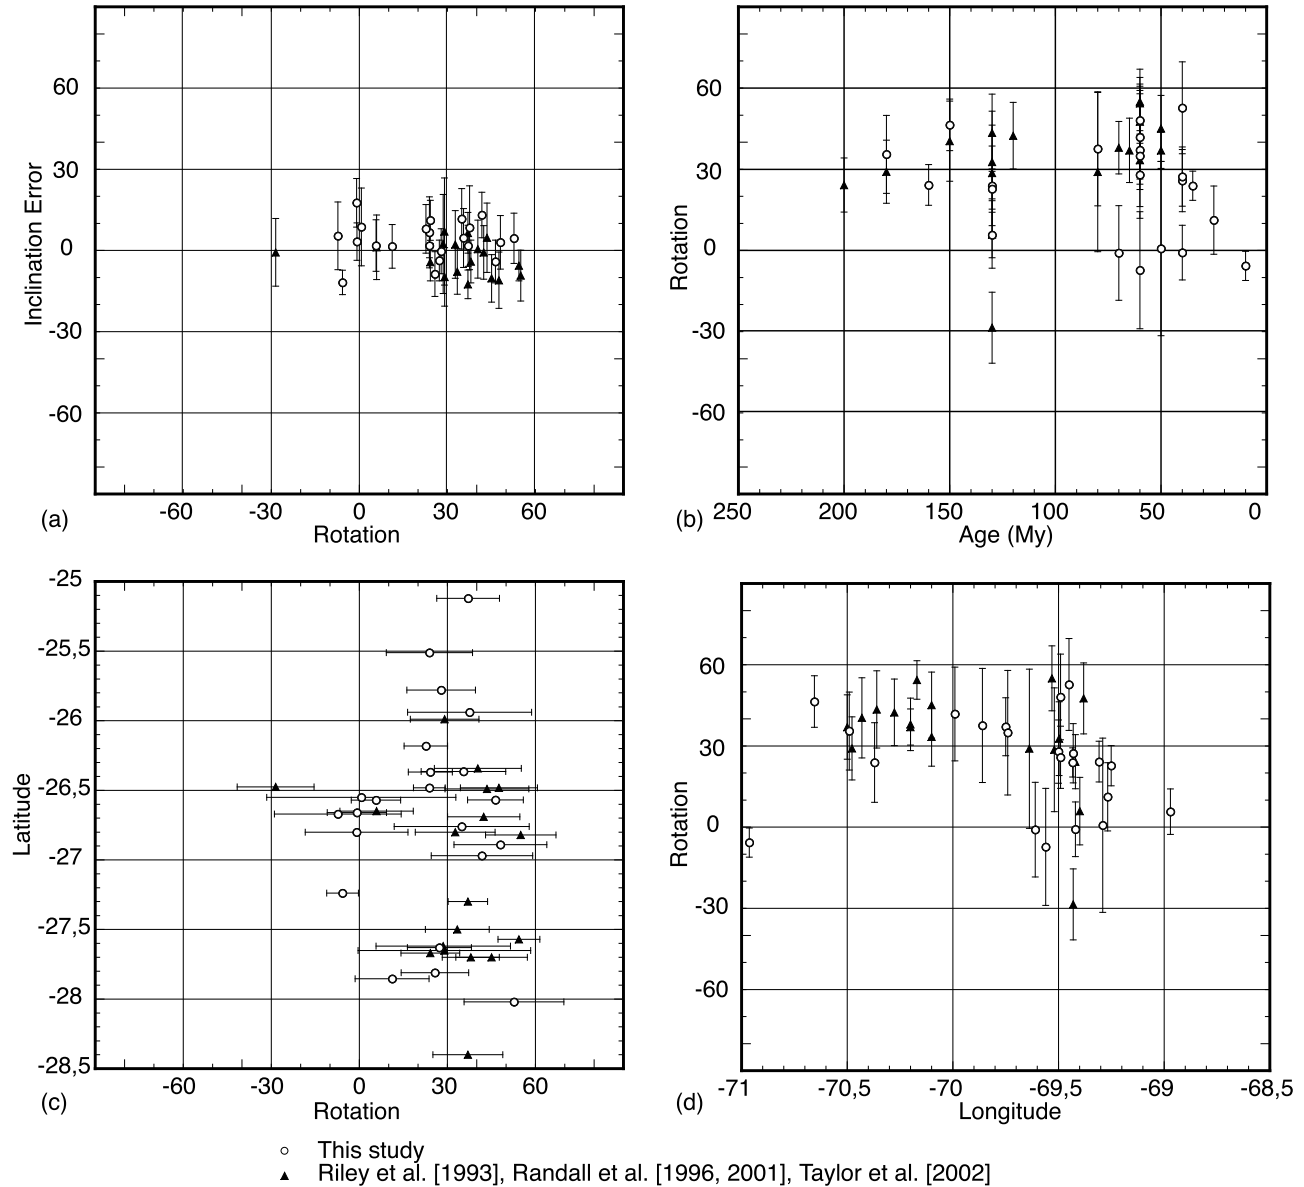 60
30
0
-30
-60
Inclination Error
-60 -30 0 30 60
(a) Rotation
60
30
0
-30
-60
Rotation
250 200 150 100 50 0
(b) Age (My)
-25
-25,5
-26
-26,5
-27
-27,5
-28
-28,5
Latitude
-60 -30 0 30 60
(c) Rotation
60
30
0
-30
-60
Rotation
-71 -70,5 -70 -69,5 -69 -68,5
(d) Longitude
This study
Riley et al. [1993], Randall et al. [1996, 2001], Taylor et al. [2002]